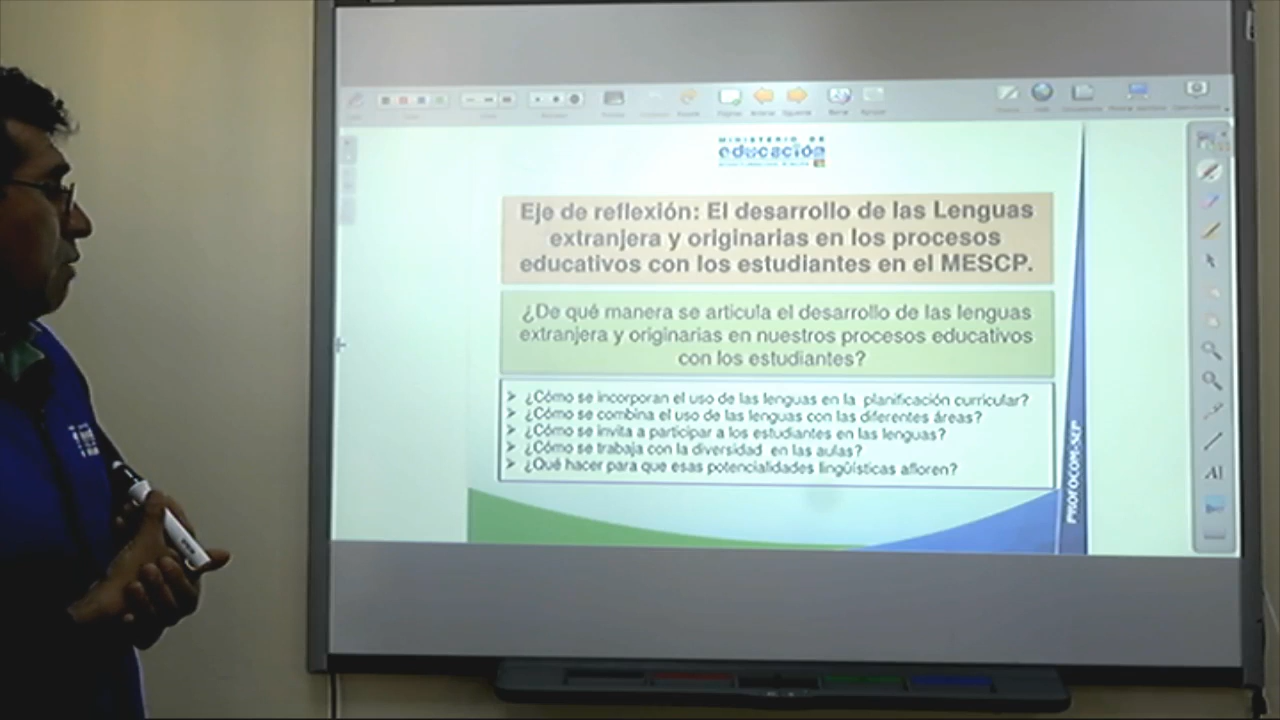 MINISTERIO DE
educación
Eje de reflexión: El desarrollo de las Lenguas
extranjera y originarias en los procesos
educativos con los estudiantes en el MESCP.
¿De qué manera se articula el desarrollo de las lenguas
extranjera y originarias en nuestros procesos educativos
con los estudiantes?
➤ ¿Cómo se incorporan el uso de las lenguas en la planificación curricular?
➤ ¿Cómo se combina el uso de las lenguas con las diferentes áreas?
➤ ¿Cómo se invita a participar a los estudiantes en las lenguas?
➤ ¿Cómo se trabaja con la diversidad en las aulas?
➤ ¿Qué hacer para que esas potencialidades lingüísticas afloren?
PROFOCOM-SEP
AI